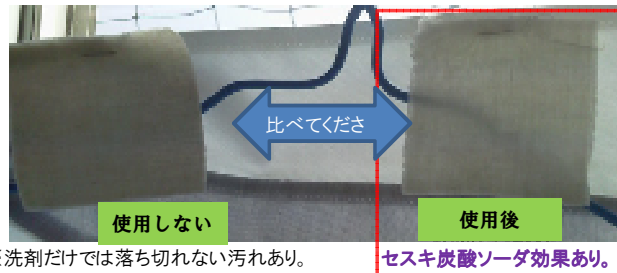 比べてくださ
使用しない
使用後
洗剤だけでは落ち切れない汚れあり。
セスキ炭酸ソーダ効果あり。